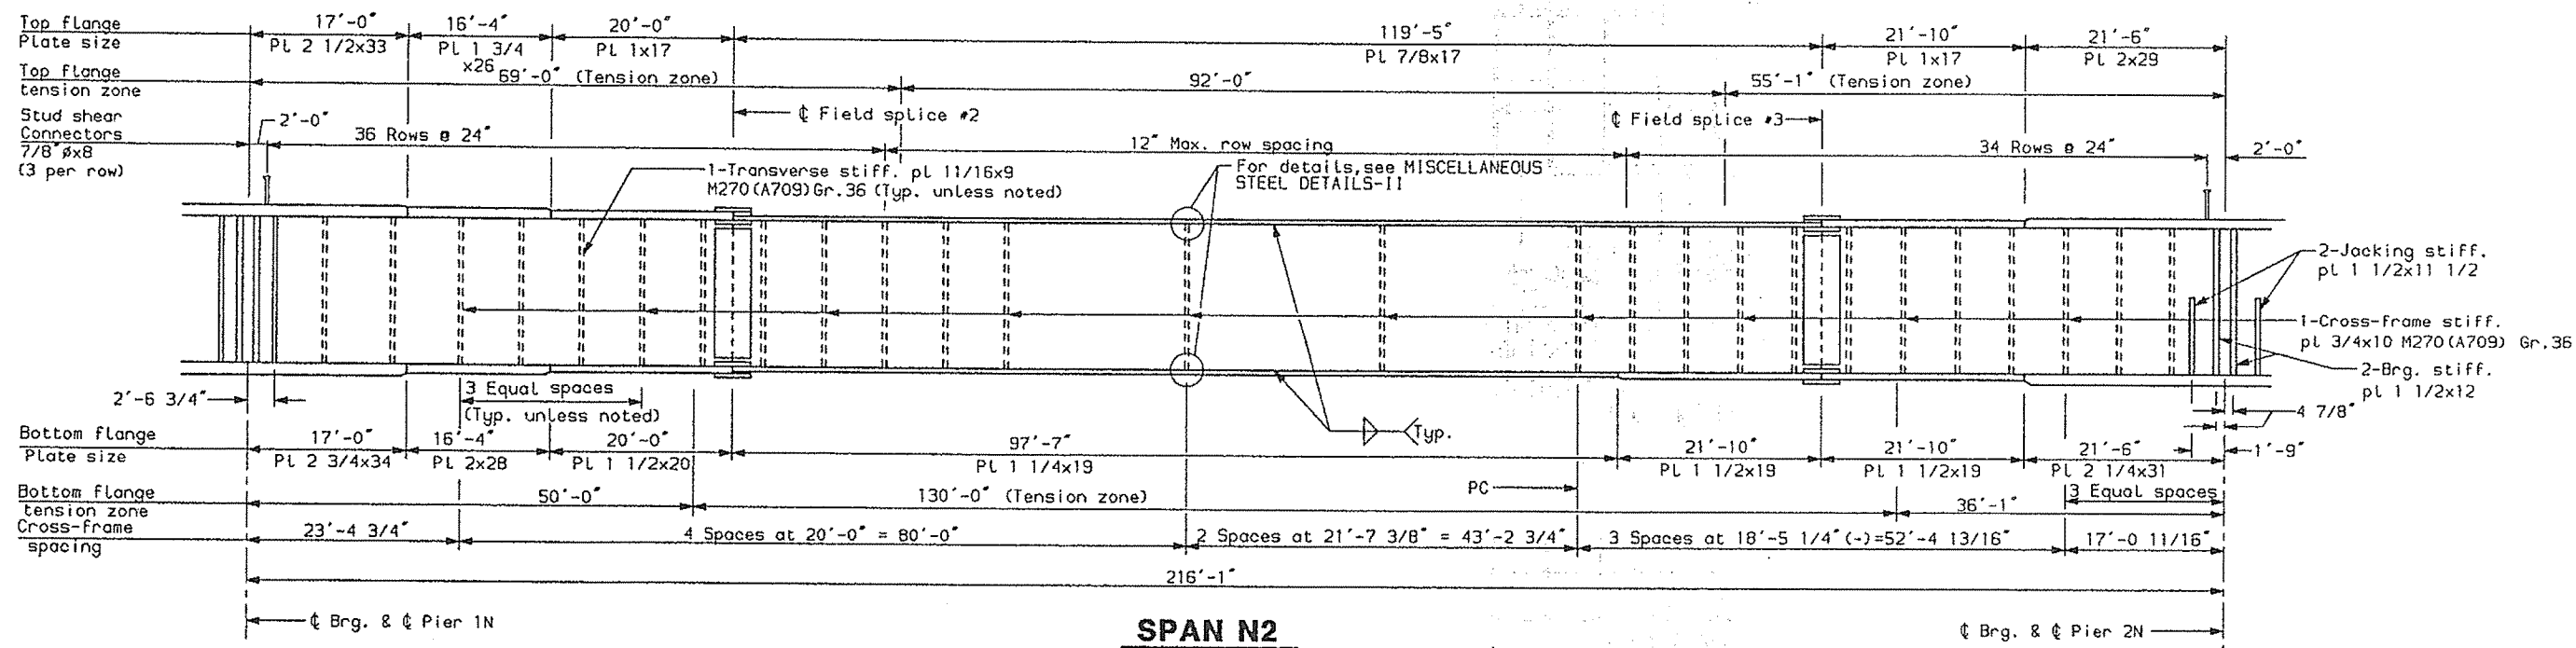 Top flange
Plate size
17'-0"
Pl 2 1/2x33
16'-4"
Pl 1 3/4
x26
20'-0"
Pl 1x17
119'-5"
Pl 7/8x17
21'-10"
Pl 1x17
21'-6"
Pl 2x29
Top flange
tension zone
69'-0" (Tension zone)
92'-0"
55'-1" (Tension zone)
℄ Field splice #2
℄ Field splice #3
Stud shear
Connectors
7/8"øx8
(3 per row)
2'-0"
36 Rows @ 24"
12" Max. row spacing
34 Rows @ 24"
2'-0"
1-Transverse stiff. pl 11/16x9
M270(A709)Gr.36 (Typ. unless noted)
For details,see MISCELLANEOUS
STEEL DETAILS-II
2-Jacking stiff.
pl 1 1/2x11 1/2
1-Cross-frame stiff.
pl 3/4x10 M270(A709) Gr.36
2-Brg. stiff.
pl 1 1/2x12
2'-6 3/4"
3 Equal spaces
(Typ. unless noted)
Typ.
4 7/8"
1'-9"
Bottom flange
Plate size
17'-0"
Pl 2 3/4x34
16'-4"
Pl 2x28
20'-0"
Pl 1 1/2x20
97'-7"
Pl 1 1/4x19
21'-10"
Pl 1 1/2x19
21'-10"
Pl 1 1/2x19
21'-6"
Pl 2 1/4x31
Bottom flange
tension zone
50'-0"
130'-0" (Tension zone)
PC
36'-1"
3 Equal spaces
Cross-frame
spacing
23'-4 3/4"
4 Spaces at 20'-0" = 80'-0"
2 Spaces at 21'-7 3/8" = 43'-2 3/4"
3 Spaces at 18'-5 1/4"(-)=52'-4 13/16"
17'-0 11/16"
216'-1"
℄ Brg. & ℄ Pier 1N
SPAN N2
℄ Brg. & ℄ Pier 2N